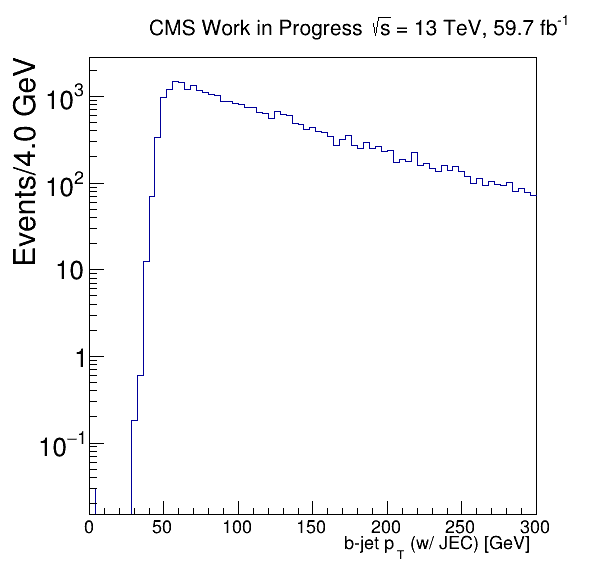 CMS Work in Progress √s = 13 TeV, 59.7 fb⁻¹
Events/4.0 GeV
10³
10²
10
1
10⁻¹
0 50 100 150 200 250 300
b-jet p_T (w/ JEC) [GeV]